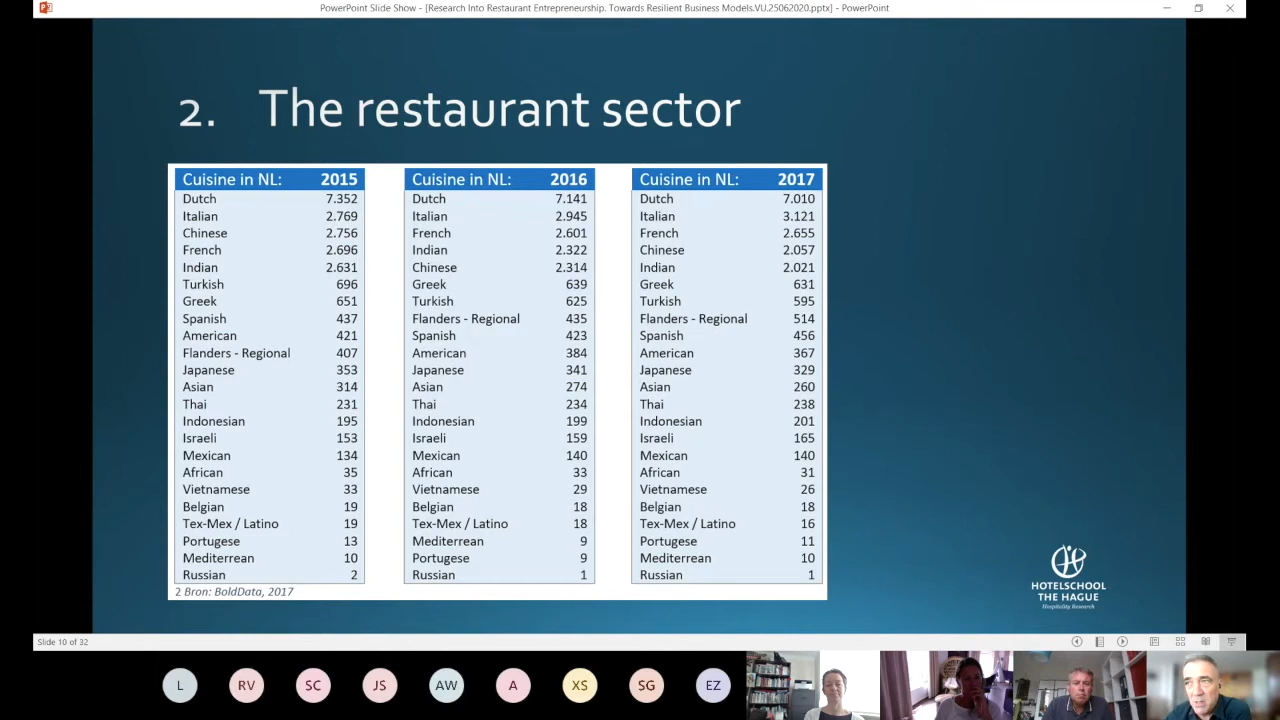 PowerPoint Slide Show - [Research Into Restaurant Entrepreneurship. Towards Resilient Business Models.VU.25062020.pptx] - PowerPoint
2. The restaurant sector
Cuisine in NL: 2015
Dutch 7.352
Italian 2.769
Chinese 2.756
French 2.696
Indian 2.631
Turkish 696
Greek 651
Spanish 437
American 421
Flanders - Regional 407
Japanese 353
Asian 314
Thai 231
Indonesian 195
Israeli 153
Mexican 134
African 35
Vietnamese 33
Belgian 19
Tex-Mex / Latino 19
Portugese 13
Mediterrean 10
Russian 2
Cuisine in NL: 2016
Dutch 7.141
Italian 2.945
French 2.601
Indian 2.322
Chinese 2.314
Greek 639
Turkish 625
Flanders - Regional 435
Spanish 423
American 384
Japanese 341
Asian 274
Thai 234
Indonesian 199
Israeli 159
Mexican 140
African 33
Vietnamese 29
Belgian 18
Tex-Mex / Latino 18
Mediterrean 9
Portugese 9
Russian 1
Cuisine in NL: 2017
Dutch 7.010
Italian 3.121
French 2.655
Chinese 2.057
Indian 2.021
Greek 631
Turkish 595
Flanders - Regional 514
Spanish 456
American 367
Japanese 329
Asian 260
Thai 238
Indonesian 201
Israeli 165
Mexican 140
African 31
Vietnamese 26
Belgian 18
Tex-Mex / Latino 16
Portugese 11
Mediterrean 10
Russian 1
2 Bron: BoldData, 2017
HOTELSCHOOL
THE HAGUE
Hospitality Research
Slide 10 of 32
L RV SC JS AW A XS SG EZ